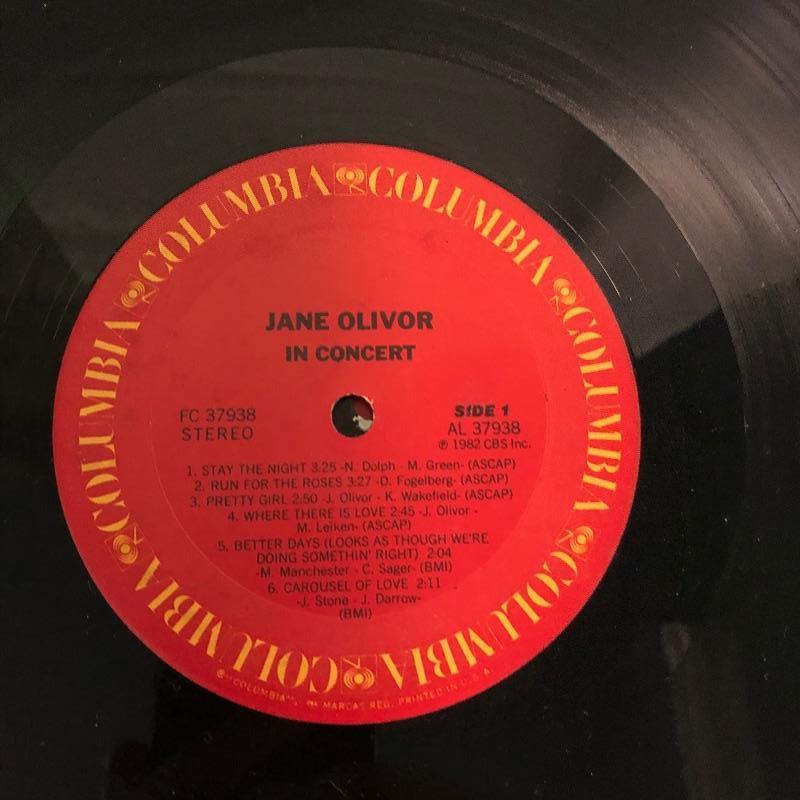 COLUMBIA COLUMBIA COLUMBIA COLUMBIA COLUMBIA COLUMBIA
JANE OLIVOR
IN CONCERT
FC 37938
STEREO
SIDE 1
AL 37938
℗ 1982 CBS Inc.
1. STAY THE NIGHT 3:25 -N. Dolph - M. Green- (ASCAP)
2. RUN FOR THE ROSES 3:27 -D. Fogelberg- (ASCAP)
3. PRETTY GIRL 2:50 -J. Olivor - K. Wakefield- (ASCAP)
4. WHERE THERE IS LOVE 2:45 -J. Olivor -
M. Leiken- (ASCAP)
5. BETTER DAYS (LOOKS AS THOUGH WE'RE
DOING SOMETHIN' RIGHT) 2:04
-M. Manchester - C. Sager- (BMI)
6. CAROUSEL OF LOVE 2:11
-J. Stone - J. Darrow-
(BMI)
"COLUMBIA", MARCAS REG. PRINTED IN U.S.A.